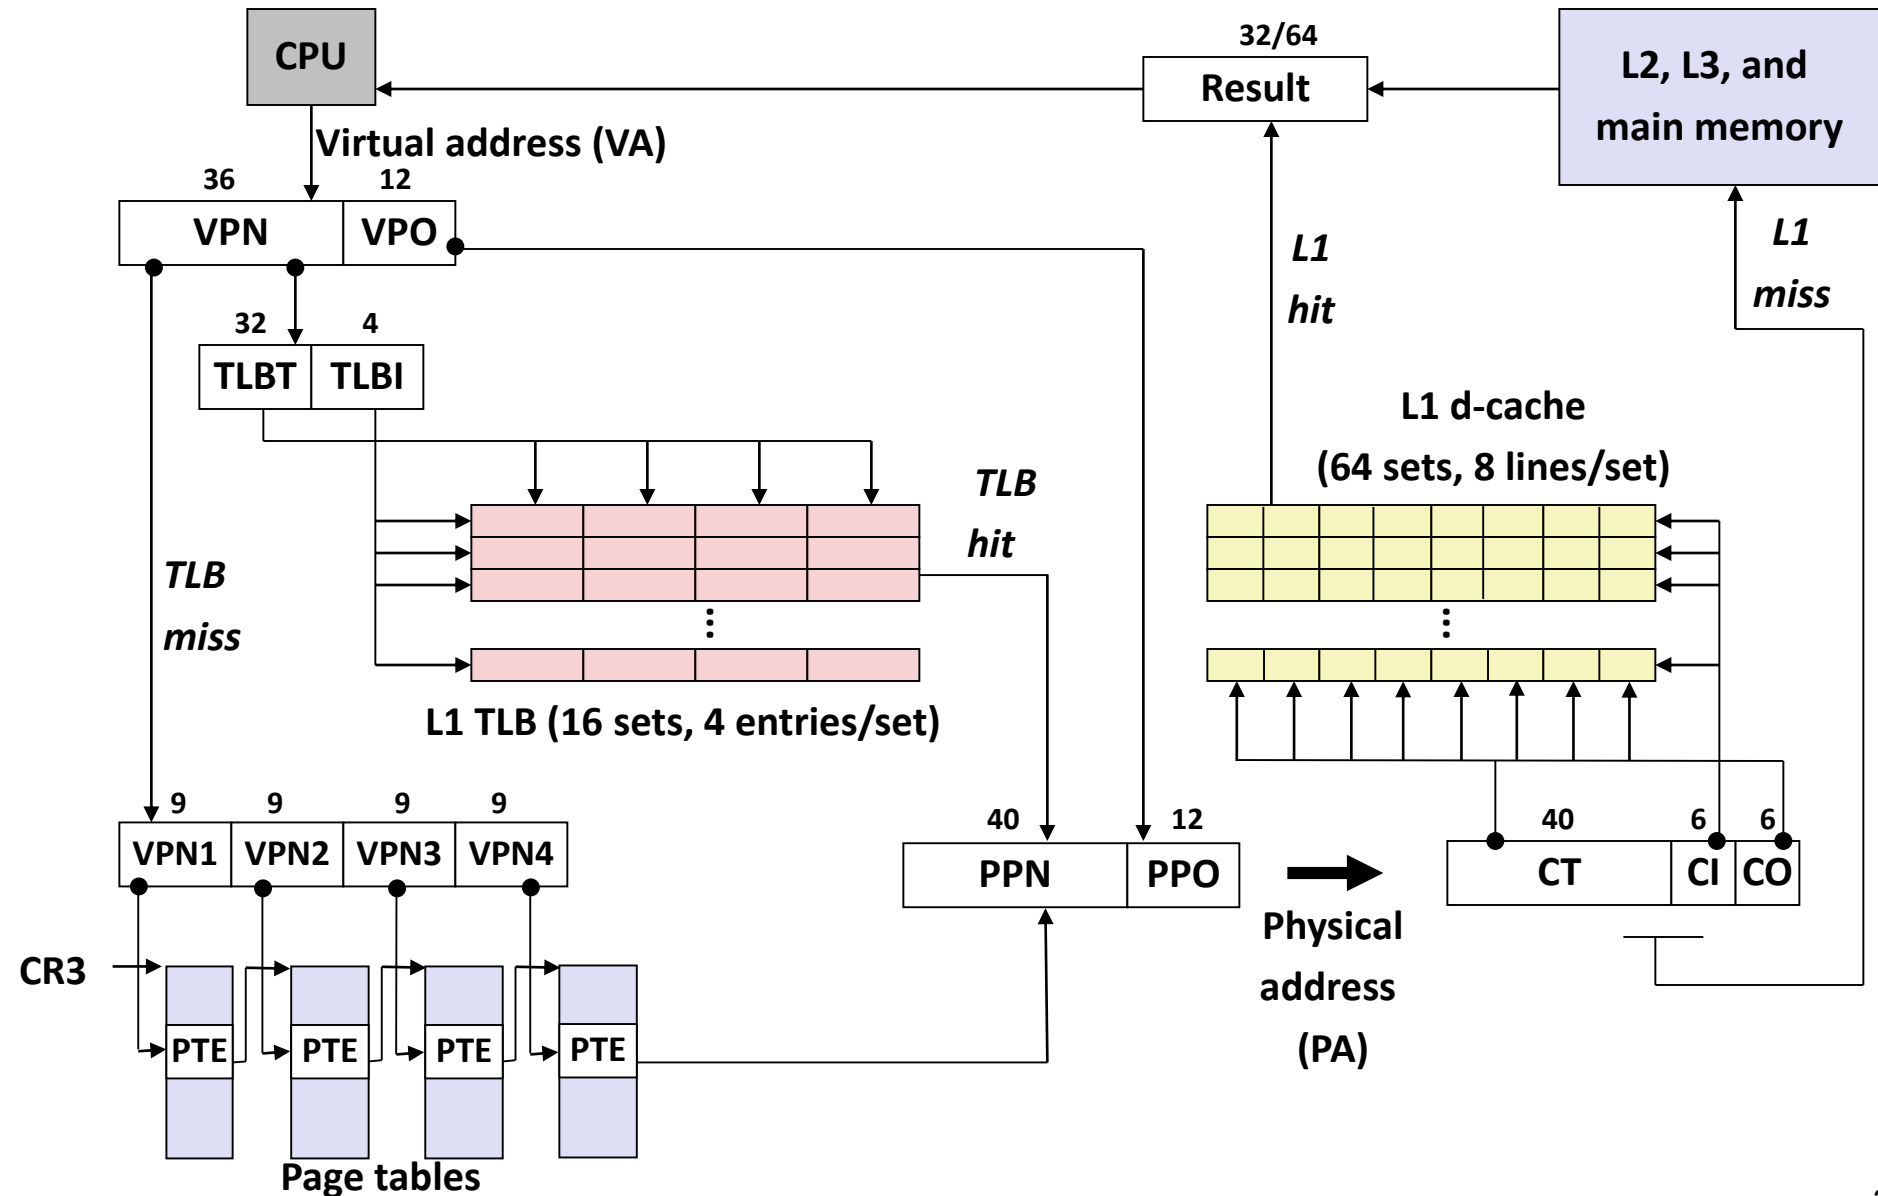 CPU
32/64
Result
L2, L3, and
main memory
Virtual address (VA)
36 12
VPN VPO
L1
hit
L1
miss
32 4
TLBT TLBI
L1 d-cache
(64 sets, 8 lines/set)
TLB
hit
TLB
miss
...
...
L1 TLB (16 sets, 4 entries/set)
9 9 9 9
VPN1 VPN2 VPN3 VPN4
40 12
PPN PPO
40 6 6
CT CI CO
Physical
address
(PA)
CR3
PTE PTE PTE PTE
Page tables